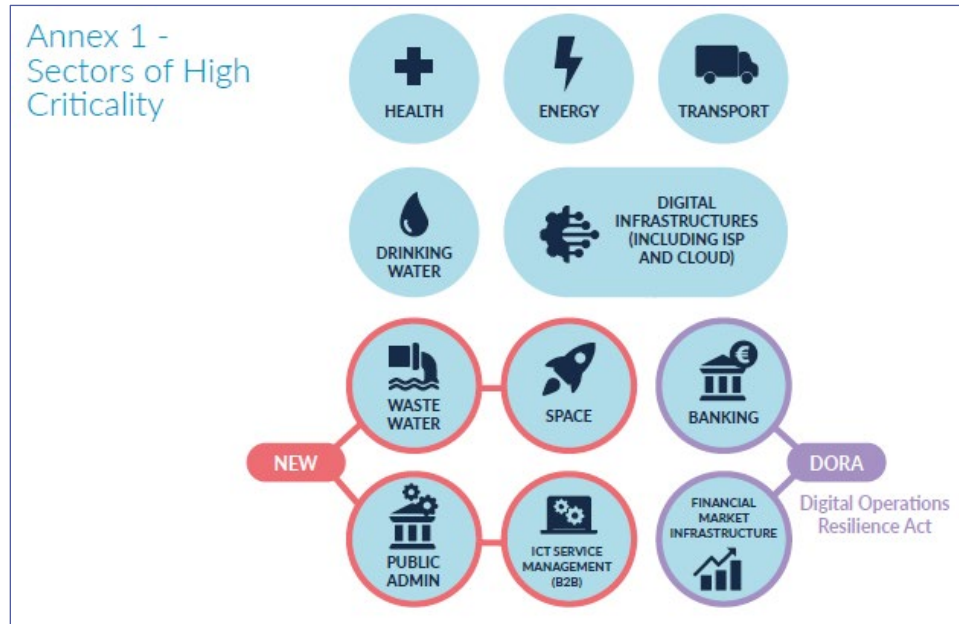 Annex 1 -
Sectors of High
Criticality
HEALTH
ENERGY
TRANSPORT
DRINKING
WATER
DIGITAL
INFRASTRUCTURES
(INCLUDING ISP
AND CLOUD)
WASTE
WATER
SPACE
€
BANKING
NEW
DORA
PUBLIC
ADMIN
ICT SERVICE
MANAGEMENT
(B2B)
FINANCIAL
MARKET
INFRASTRUCTURE
Digital Operations
Resilience Act